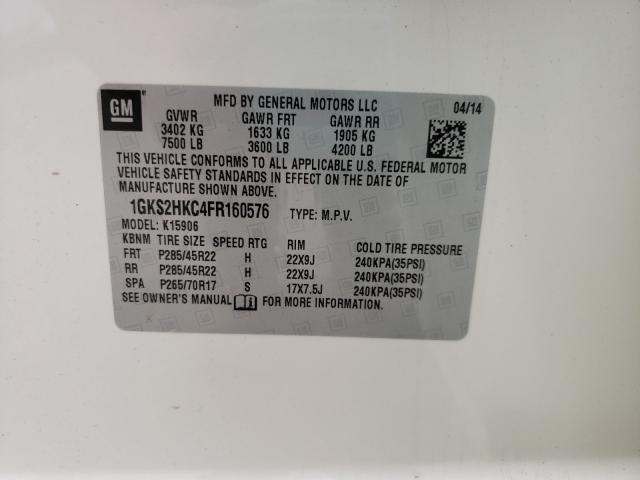 GM
MFD BY GENERAL MOTORS LLC 04/14
GVWR GAWR FRT GAWR RR
3402 KG 1633 KG 1905 KG
7500 LB 3600 LB 4200 LB
THIS VEHICLE CONFORMS TO ALL APPLICABLE U.S. FEDERAL MOTOR
VEHICLE SAFETY STANDARDS IN EFFECT ON THE DATE OF
MANUFACTURE SHOWN ABOVE.
1GKS2HKC4FR160576 TYPE: M.P.V.
MODEL: K15906
KBNM TIRE SIZE SPEED RTG RIM COLD TIRE PRESSURE
FRT P285/45R22 H 22X9J 240KPA(35PSI)
RR P285/45R22 H 22X9J 240KPA(35PSI)
SPA P265/70R17 S 17X7.5J 240KPA(35PSI)
SEE OWNER'S MANUAL FOR MORE INFORMATION